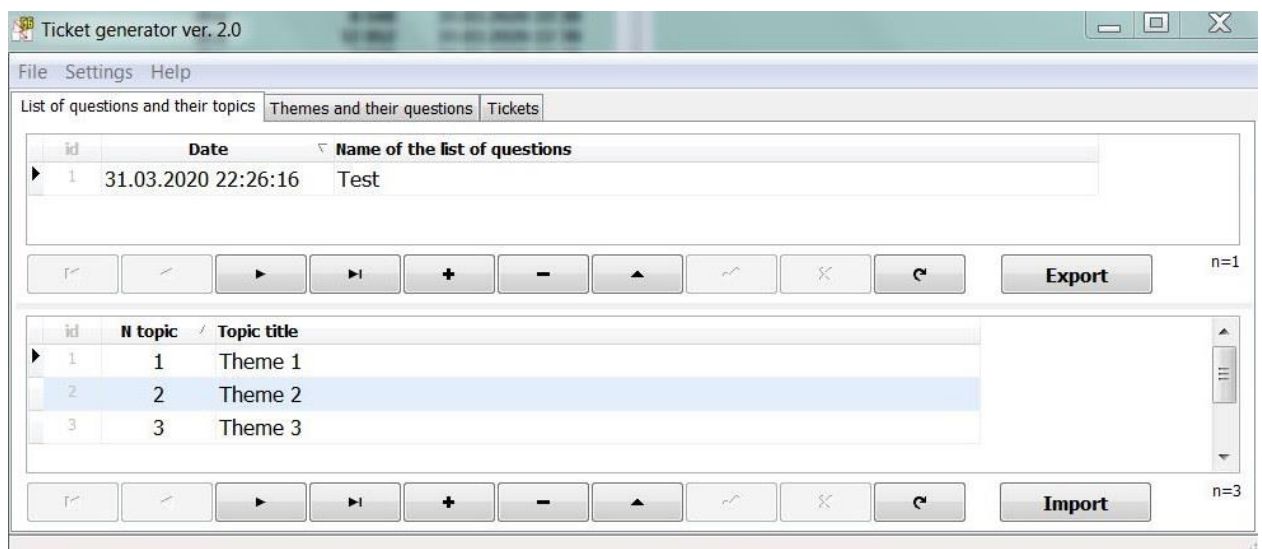 Ticket generator ver. 2.0
File Settings Help
List of questions and their topics Themes and their questions Tickets
id Date Name of the list of questions
1 31.03.2020 22:26:16 Test
Export n=1
id N topic Topic title
1 1 Theme 1
2 2 Theme 2
3 3 Theme 3
Import n=3